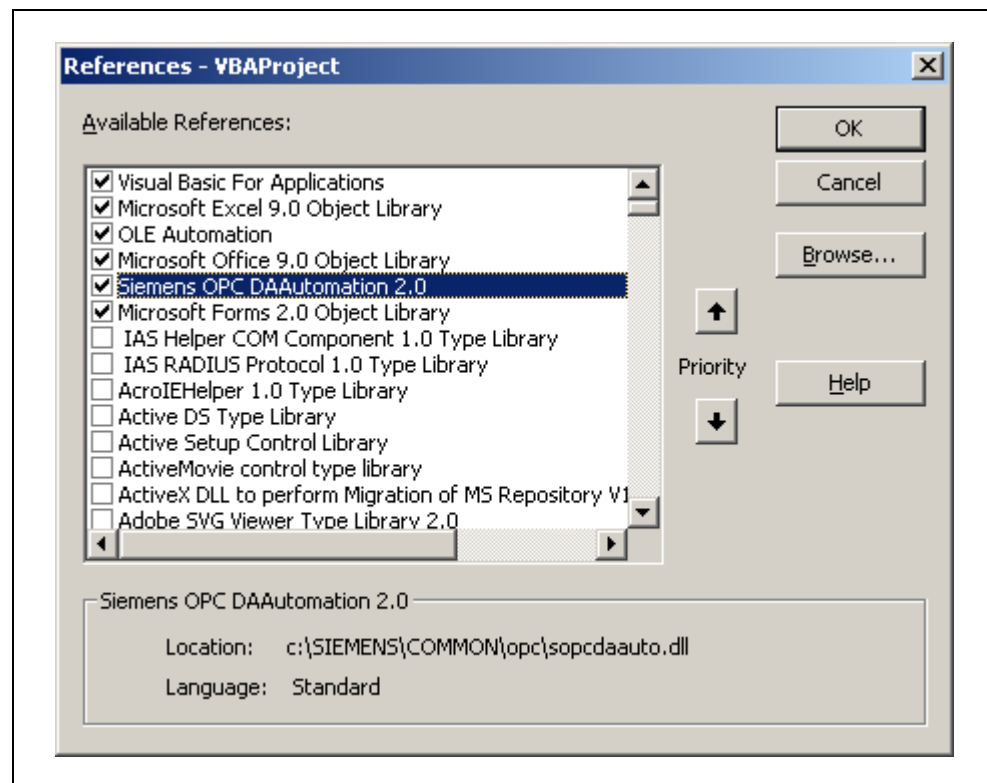 References - VBAProject
Available References:
Visual Basic For Applications
Microsoft Excel 9.0 Object Library
OLE Automation
Microsoft Office 9.0 Object Library
Siemens OPC DAAutomation 2.0
Microsoft Forms 2.0 Object Library
IAS Helper COM Component 1.0 Type Library
IAS RADIUS Protocol 1.0 Type Library
AcroIEHelper 1.0 Type Library
Active DS Type Library
Active Setup Control Library
ActiveMovie control type library
ActiveX DLL to perform Migration of MS Repository V1
Adobe SVG Viewer Type Library 2.0
OK
Cancel
Browse...
Priority
Help
Siemens OPC DAAutomation 2.0
Location: c:\SIEMENS\COMMON\opc\sopcdaauto.dll
Language: Standard